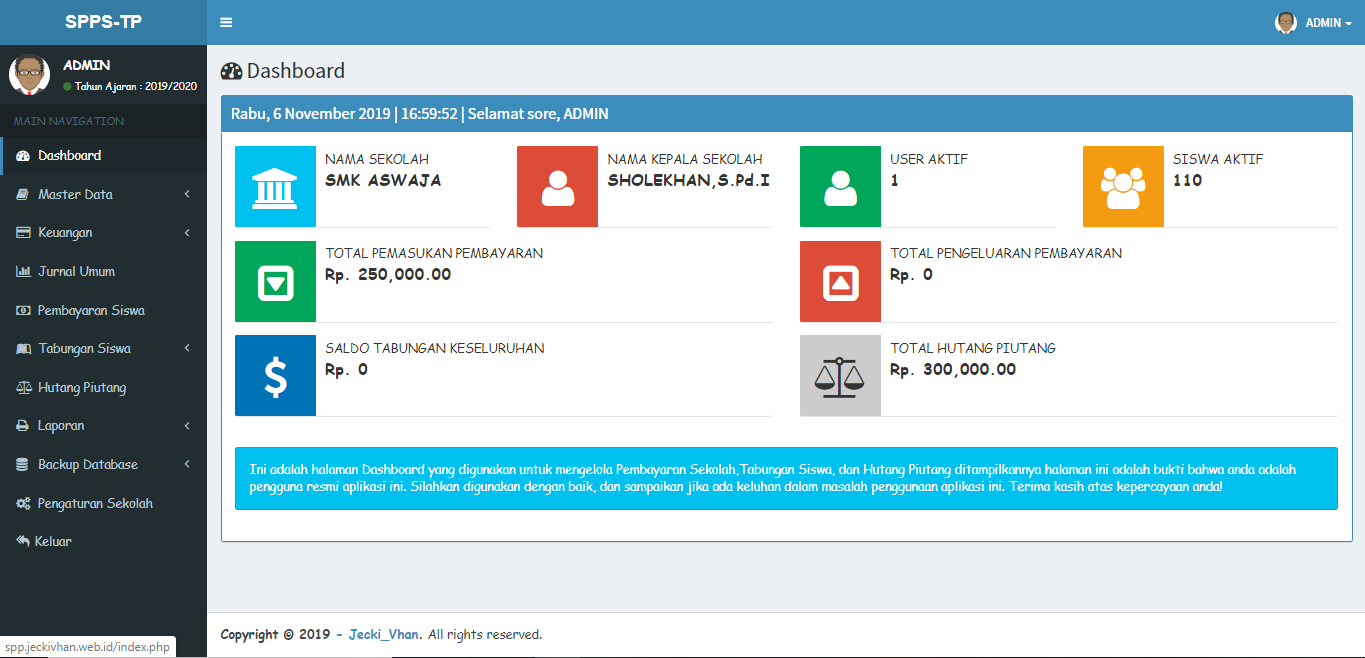 SPPS-TP
ADMIN
ADMIN
Tahun Ajaran : 2019/2020
MAIN NAVIGATION
Dashboard
Master Data
Keuangan
Jurnal Umum
Pembayaran Siswa
Tabungan Siswa
Hutang Piutang
Laporan
Backup Database
Pengaturan Sekolah
Keluar
Dashboard
Rabu, 6 November 2019 | 16:59:52 | Selamat sore, ADMIN
NAMA SEKOLAH
SMK ASWAJA
NAMA KEPALA SEKOLAH
SHOLEKHAN,S.Pd.I
USER AKTIF
1
SISWA AKTIF
110
TOTAL PEMASUKAN PEMBAYARAN
Rp. 250,000.00
TOTAL PENGELUARAN PEMBAYARAN
Rp. 0
SALDO TABUNGAN KESELURUHAN
Rp. 0
TOTAL HUTANG PIUTANG
Rp. 300,000.00
Ini adalah halaman Dashboard yang digunakan untuk mengelola Pembayaran Sekolah,Tabungan Siswa, dan Hutang Piutang ditampilkannya halaman ini adalah bukti bahwa anda adalah
pengguna resmi aplikasi ini. Silahkan digunakan dengan baik, dan sampaikan jika ada keluhan dalam masalah penggunaan aplikasi ini. Terima kasih atas kepercayaan anda!
Copyright © 2019 - Jecki_Vhan. All rights reserved.
spp.jeckivhan.web.id/index.php